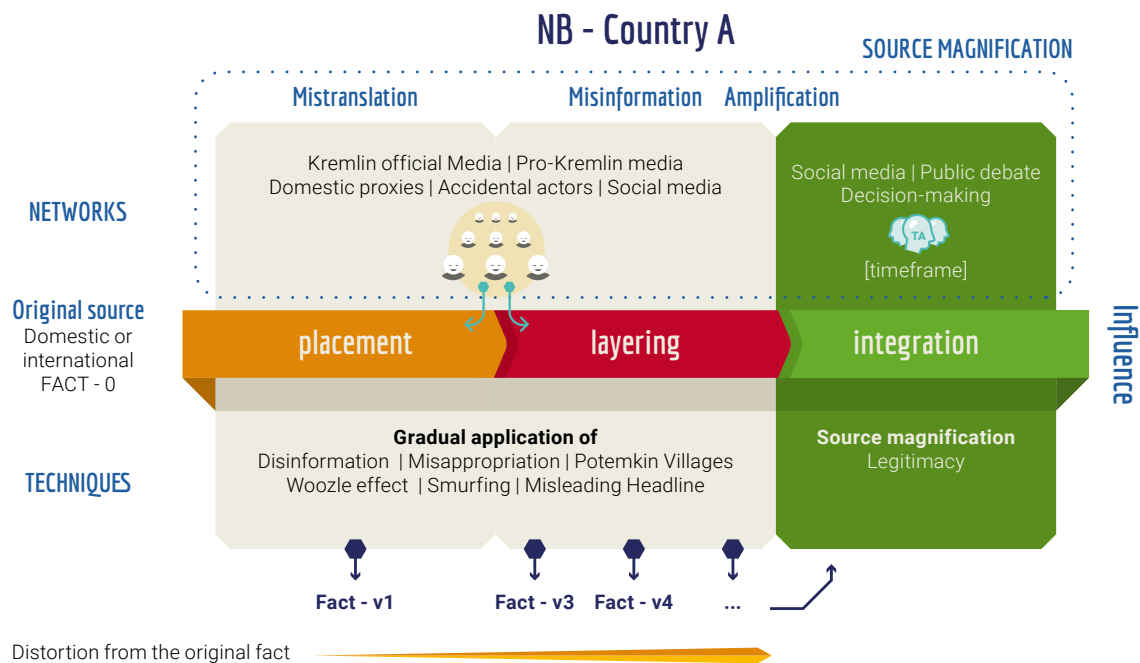 NB - Country A
SOURCE MAGNIFICATION
Mistranslation
Misinformation
Amplification
Kremlin official Media | Pro-Kremlin media
Domestic proxies | Accidental actors | Social media
Social media | Public debate
Decision-making
TA
[timeframe]
NETWORKS
Original source
Domestic or
international
FACT - 0
placement
layering
integration
Influence
Gradual application of
Disinformation | Misappropriation | Potemkin Villages
Woozle effect | Smurfing | Misleading Headline
Source magnification
Legitimacy
TECHNIQUES
Fact - v1
Fact - v3
Fact - v4
...
Distortion from the original fact